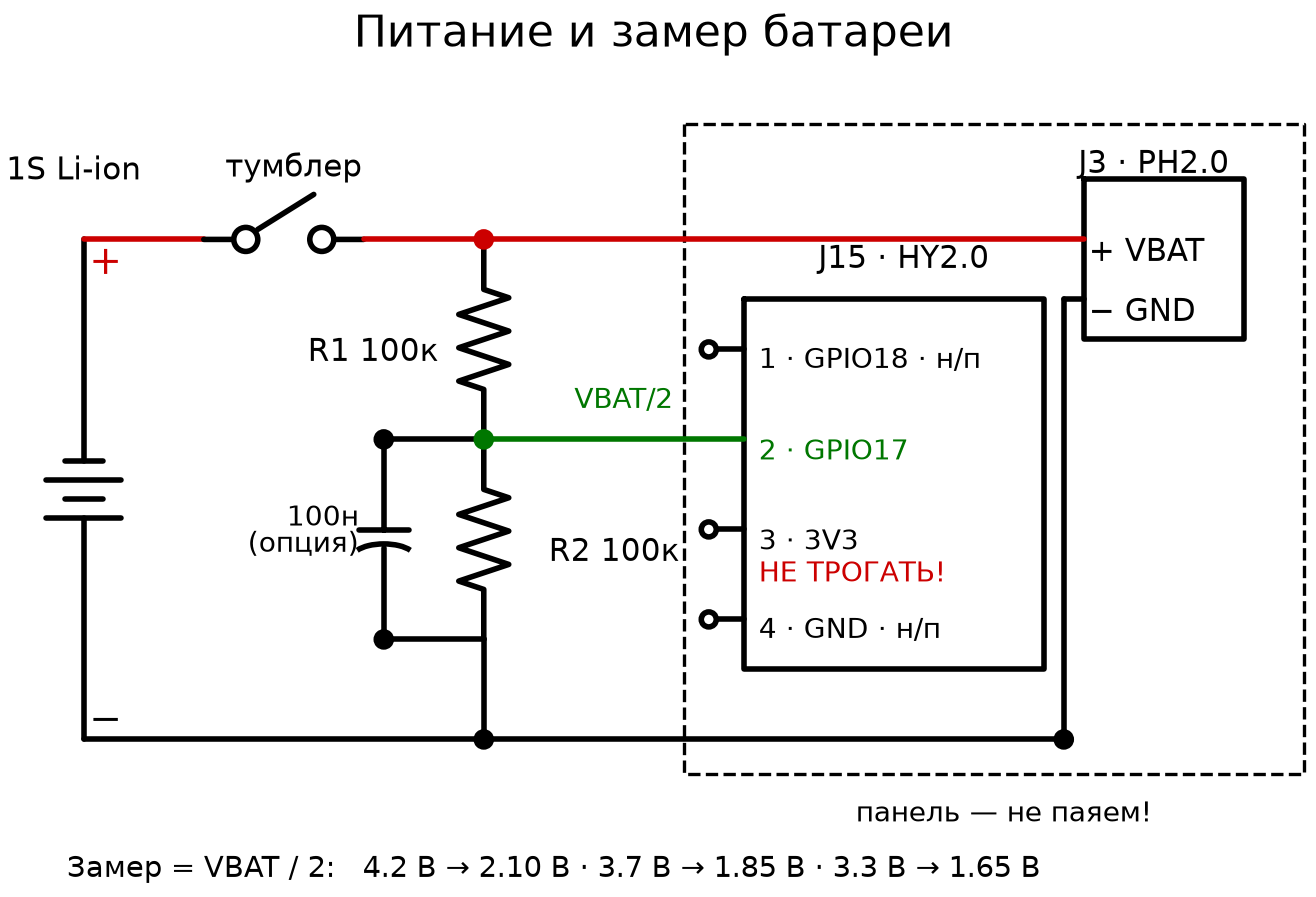 Питание и замер батареи
1S Li-ion
тумблер
J3 · PH2.0
+
J15 · HY2.0
+ VBAT
− GND
R1 100к
1 · GPIO18 · н/п
VBAT/2
2 · GPIO17
100н
(опция)
R2 100к
3 · 3V3
НЕ ТРОГАТЬ!
4 · GND · н/п
−
панель — не паяем!
Замер = VBAT / 2:   4.2 В → 2.10 В · 3.7 В → 1.85 В · 3.3 В → 1.65 В